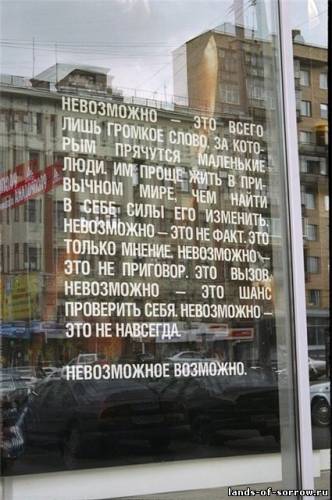 НЕВОЗМОЖНО – ЭТО ВСЕГО
ЛИШЬ ГРОМКОЕ СЛОВО, ЗА КОТО-
РЫМ ПРЯЧУТСЯ МАЛЕНЬКИЕ
ЛЮДИ. ИМ ПРОЩЕ ЖИТЬ В ПРИ-
ВЫЧНОМ МИРЕ, ЧЕМ НАЙТИ
В СЕБЕ СИЛЫ ЕГО ИЗМЕНИТЬ.
НЕВОЗМОЖНО – ЭТО НЕ ФАКТ. ЭТО
ТОЛЬКО МНЕНИЕ. НЕВОЗМОЖНО –
ЭТО НЕ ПРИГОВОР. ЭТО ВЫЗОВ.
НЕВОЗМОЖНО – ЭТО ШАНС
ПРОВЕРИТЬ СЕБЯ. НЕВОЗМОЖНО –
ЭТО НЕ НАВСЕГДА.
НЕВОЗМОЖНОЕ ВОЗМОЖНО.
lands-of-sorrow.ru